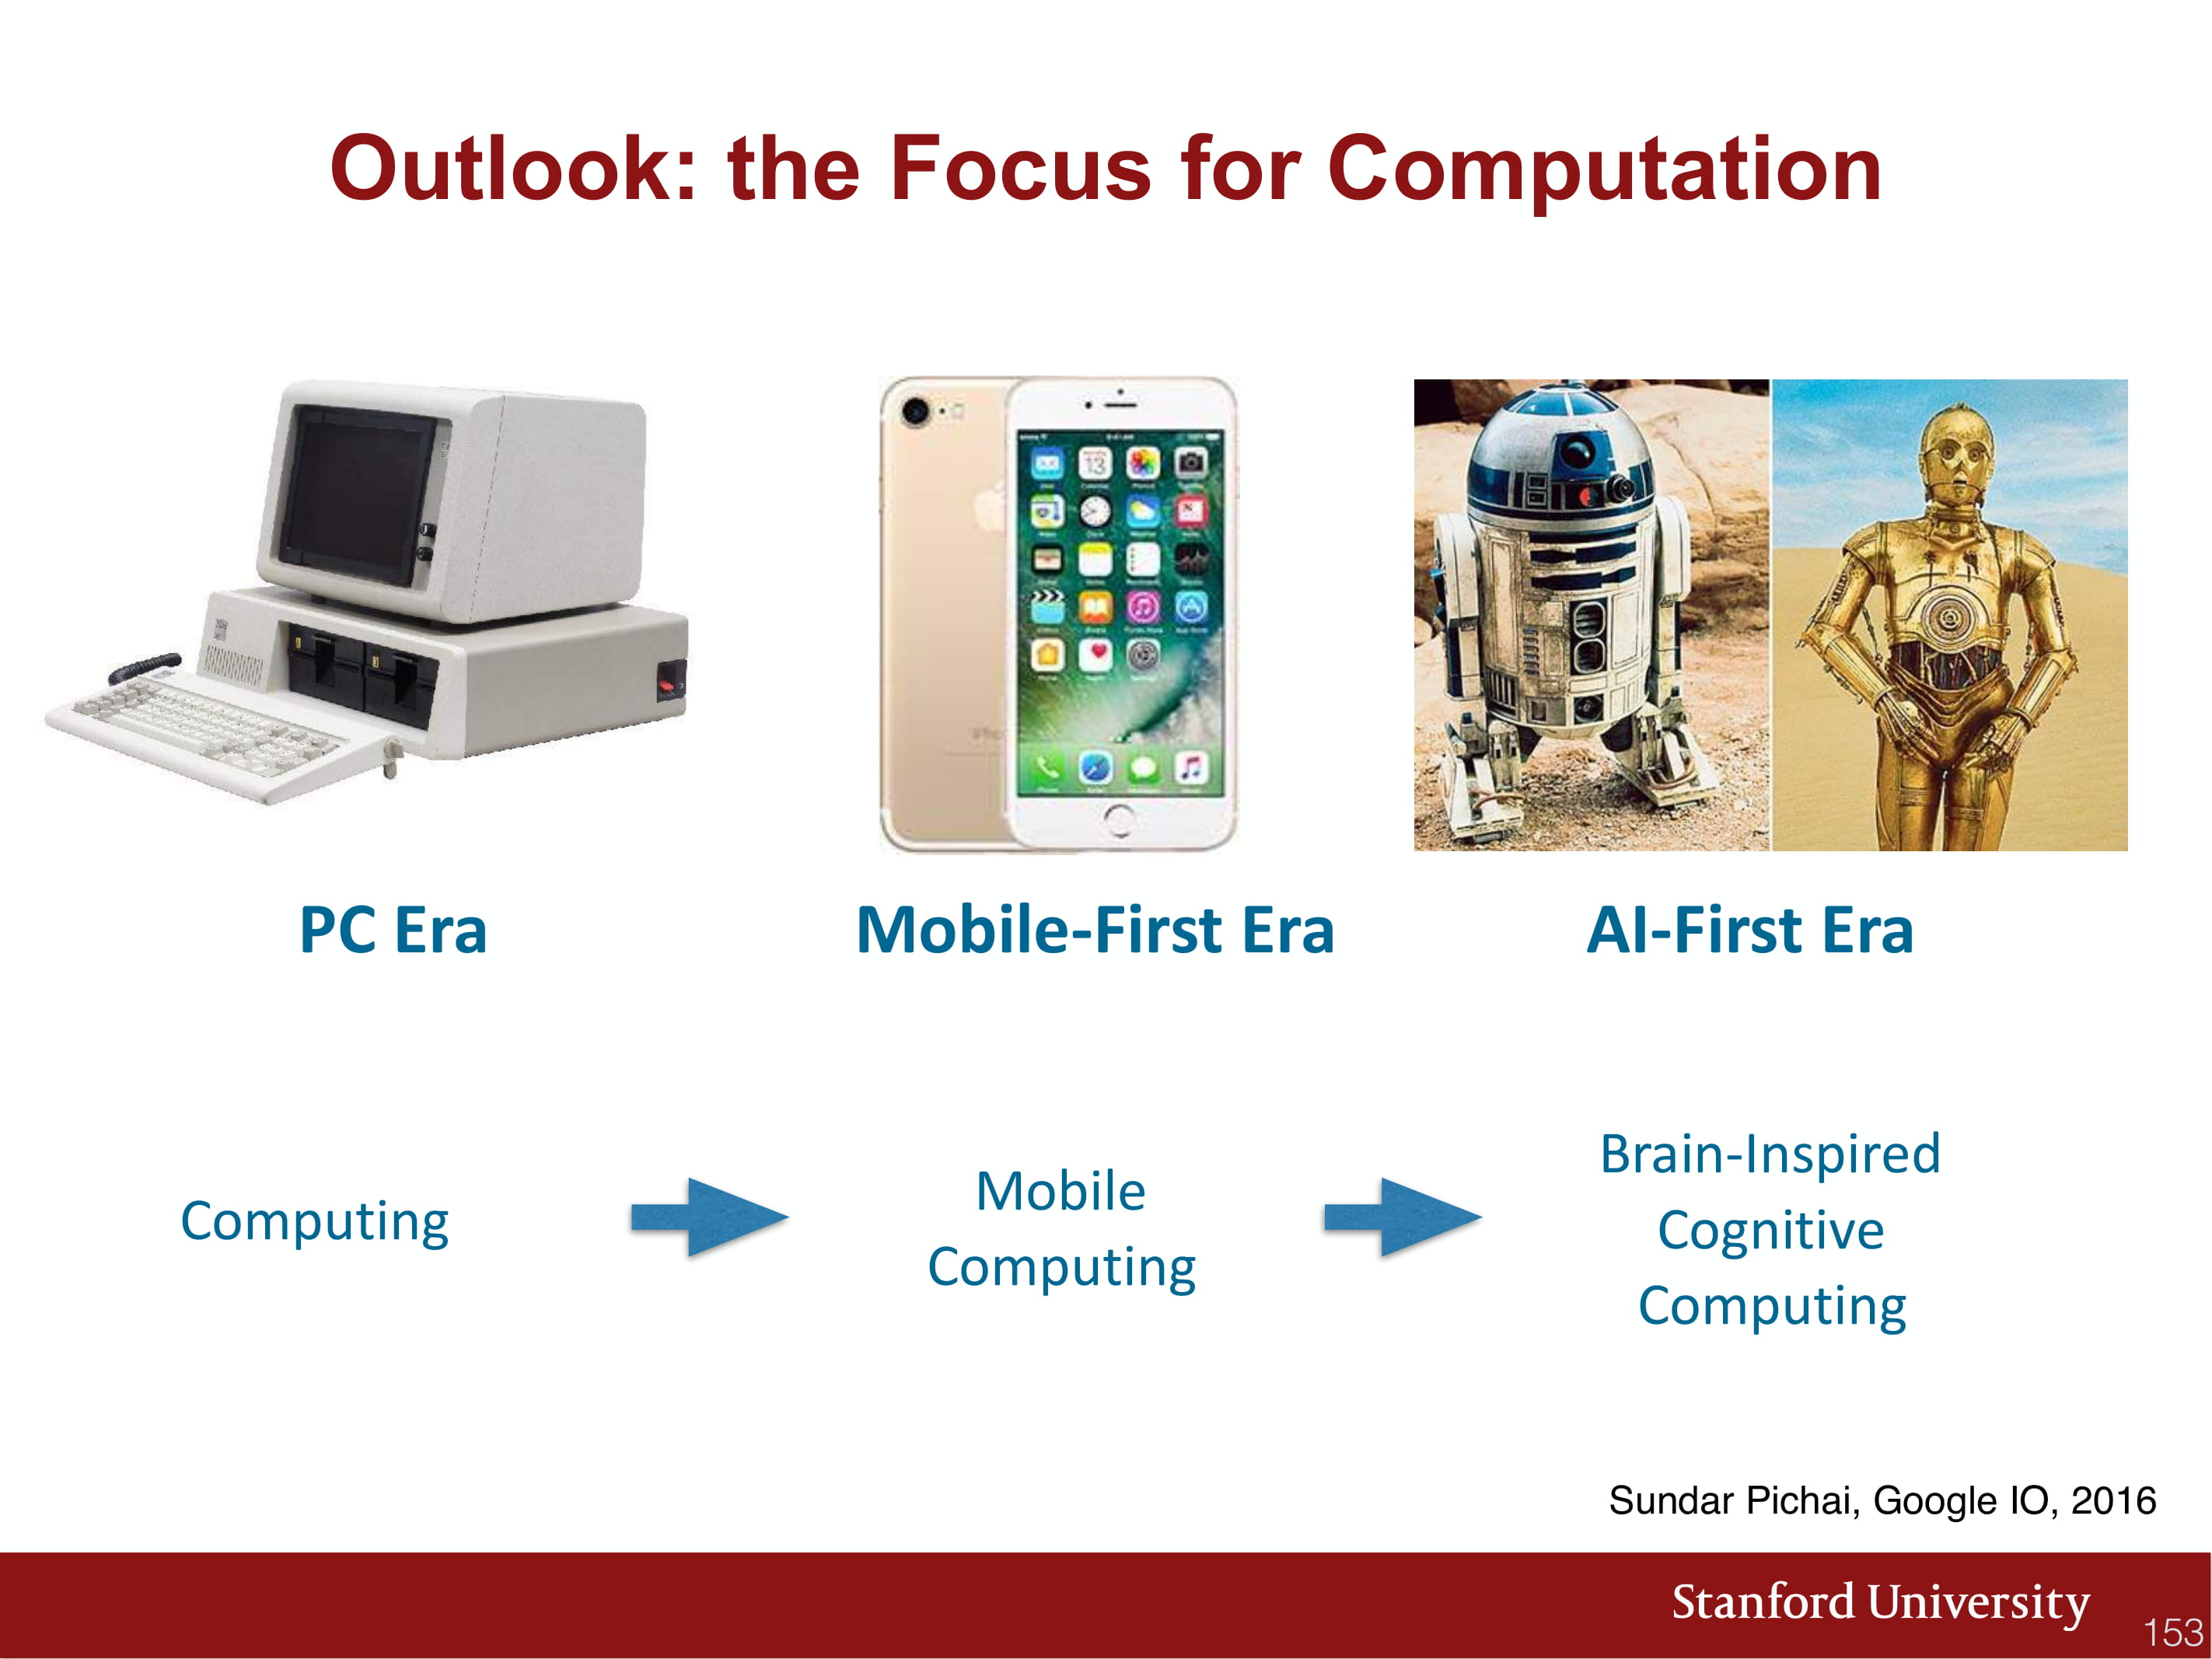 Outlook: the Focus for Computation
PC Era
Mobile-First Era
AI-First Era
Computing
Mobile
Computing
Brain-Inspired
Cognitive
Computing
Sundar Pichai, Google IO, 2016
Stanford University
153